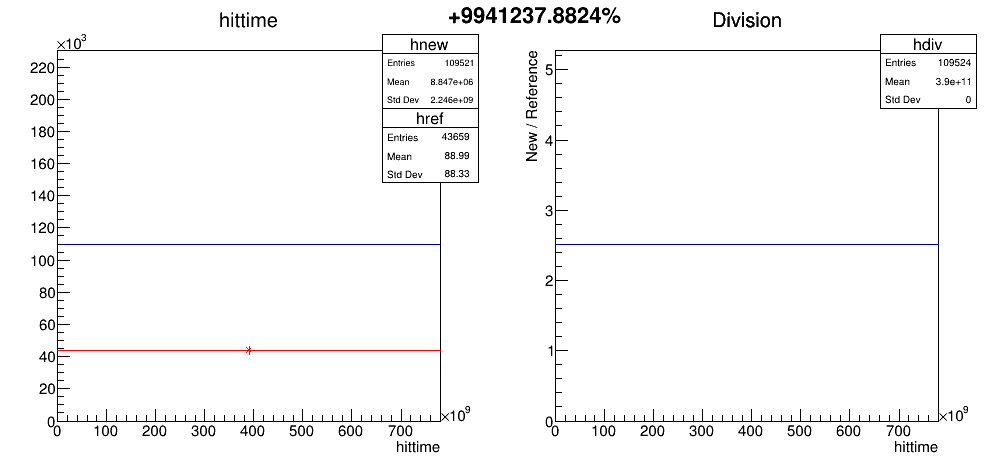 +9941237.8824%
hittime
×10³
220
200
180
160
140
120
100
80
60
40
20
0
0 100 200 300 400 500 600 700
×10⁹
hittime
hnew
Entries 109521
Mean 8.847e+06
Std Dev 2.246e+09
href
Entries 43659
Mean 88.99
Std Dev 88.33
Division
New / Reference
5
4
3
2
1
0
0 100 200 300 400 500 600 700
×10⁹
hittime
hdiv
Entries 109524
Mean 3.9e+11
Std Dev 0